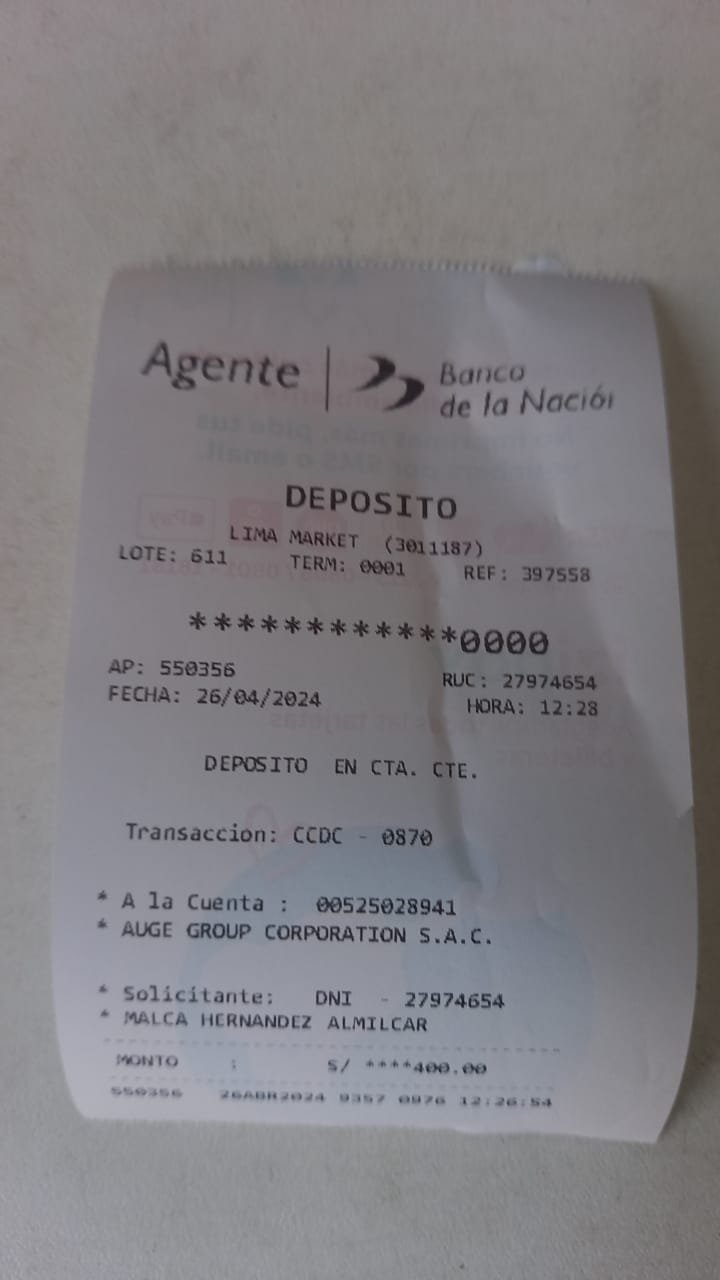 Agente | Banco
de la Nación
DEPOSITO
LIMA MARKET (3011187)
LOTE: 611 TERM: 0001 REF: 397558
************0000
AP: 550356 RUC: 27974654
FECHA: 26/04/2024 HORA: 12:28
DEPOSITO EN CTA. CTE.
Transaccion: CCDC - 0870
* A la Cuenta : 00525028941
* AUGE GROUP CORPORATION S.A.C.
* Solicitante: DNI - 27974654
* MALCA HERNANDEZ ALMILCAR
MONTO : S/ ****400.00
550356 26ABR2024 9357 0976 12:26:54